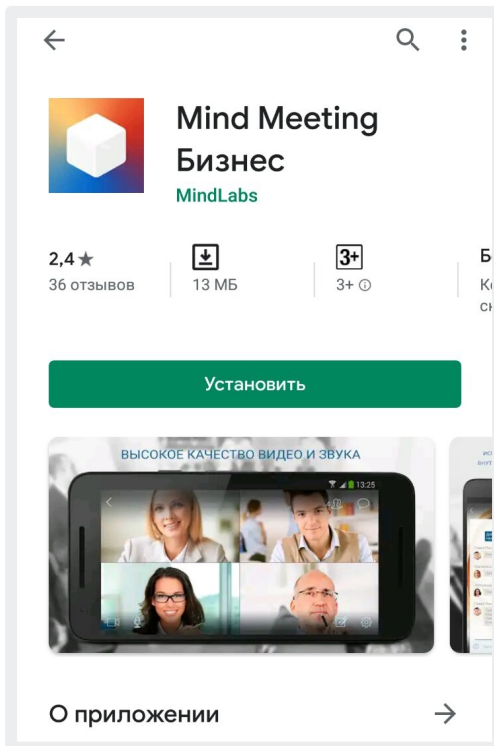 Mind Meeting
Бизнес
MindLabs
2,4★
36 отзывов
13 МБ
3+
3+
Установить
ВЫСОКОЕ КАЧЕСТВО ВИДЕО И ЗВУКА
13:25
О приложении